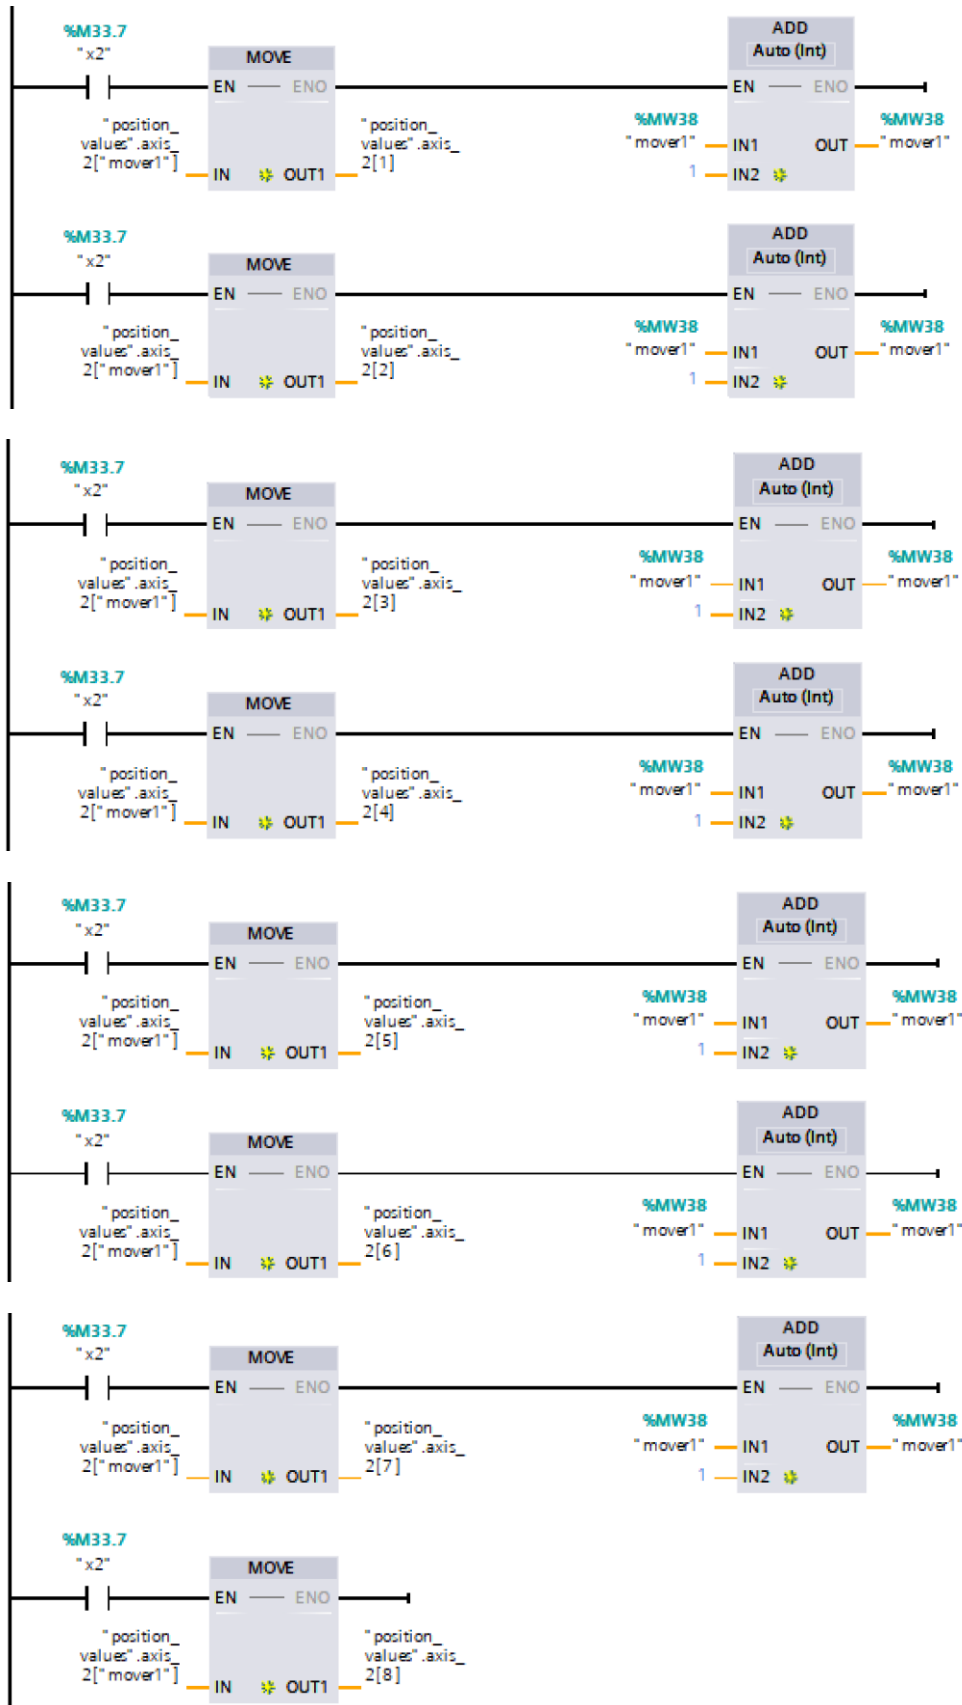 %M33.7
"x2"
MOVE
EN ENO
"position_
values".axis_
2["mover1"]
IN OUT1
"position_
values".axis_
2[1]
ADD
Auto (Int)
EN ENO
%MW38
"mover1"
IN1
1
IN2
OUT
%MW38
"mover1"
%M33.7
"x2"
MOVE
EN ENO
"position_
values".axis_
2["mover1"]
IN OUT1
"position_
values".axis_
2[2]
ADD
Auto (Int)
EN ENO
%MW38
"mover1"
IN1
1
IN2
OUT
%MW38
"mover1"
%M33.7
"x2"
MOVE
EN ENO
"position_
values".axis_
2["mover1"]
IN OUT1
"position_
values".axis_
2[3]
ADD
Auto (Int)
EN ENO
%MW38
"mover1"
IN1
1
IN2
OUT
%MW38
"mover1"
%M33.7
"x2"
MOVE
EN ENO
"position_
values".axis_
2["mover1"]
IN OUT1
"position_
values".axis_
2[4]
ADD
Auto (Int)
EN ENO
%MW38
"mover1"
IN1
1
IN2
OUT
%MW38
"mover1"
%M33.7
"x2"
MOVE
EN ENO
"position_
values".axis_
2["mover1"]
IN OUT1
"position_
values".axis_
2[5]
ADD
Auto (Int)
EN ENO
%MW38
"mover1"
IN1
1
IN2
OUT
%MW38
"mover1"
%M33.7
"x2"
MOVE
EN ENO
"position_
values".axis_
2["mover1"]
IN OUT1
"position_
values".axis_
2[6]
ADD
Auto (Int)
EN ENO
%MW38
"mover1"
IN1
1
IN2
OUT
%MW38
"mover1"
%M33.7
"x2"
MOVE
EN ENO
"position_
values".axis_
2["mover1"]
IN OUT1
"position_
values".axis_
2[7]
ADD
Auto (Int)
EN ENO
%MW38
"mover1"
IN1
1
IN2
OUT
%MW38
"mover1"
%M33.7
"x2"
MOVE
EN ENO
"position_
values".axis_
2["mover1"]
IN OUT1
"position_
values".axis_
2[8]